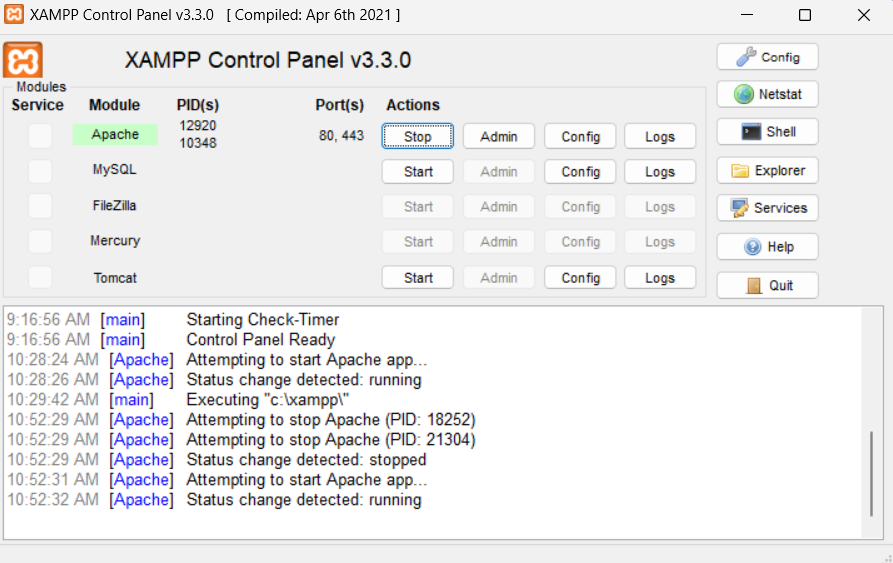 XAMPP Control Panel v3.3.0 [ Compiled: Apr 6th 2021 ]
XAMPP Control Panel v3.3.0
Config
Modules
Service Module PID(s) Port(s) Actions
Netstat
Apache 12920 10348 80, 443 Stop Admin Config Logs
Shell
MySQL Start Admin Config Logs
Explorer
FileZilla Start Admin Config Logs
Services
Mercury Start Admin Config Logs
Help
Tomcat Start Admin Config Logs
Quit
9:16:56 AM [main] Starting Check-Timer
9:16:56 AM [main] Control Panel Ready
10:28:24 AM [Apache] Attempting to start Apache app...
10:28:26 AM [Apache] Status change detected: running
10:29:42 AM [main] Executing "c:\xampp\"
10:52:29 AM [Apache] Attempting to stop Apache (PID: 18252)
10:52:29 AM [Apache] Attempting to stop Apache (PID: 21304)
10:52:29 AM [Apache] Status change detected: stopped
10:52:31 AM [Apache] Attempting to start Apache app...
10:52:32 AM [Apache] Status change detected: running